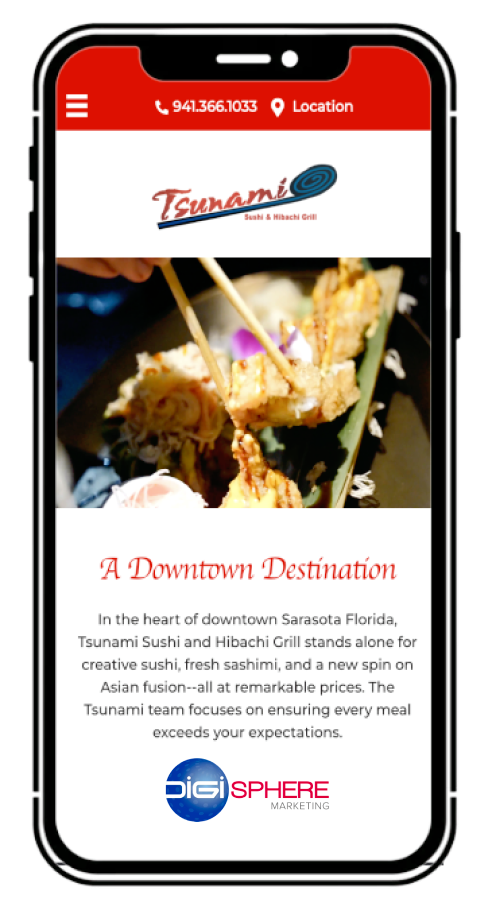 941.366.1033 Location
Tsunami
Sushi & Hibachi Grill
A Downtown Destination
In the heart of downtown Sarasota Florida,
Tsunami Sushi and Hibachi Grill stands alone for
creative sushi, fresh sashimi, and a new spin on
Asian fusion--all at remarkable prices. The
Tsunami team focuses on ensuring every meal
exceeds your expectations.
DIGISPHERE
MARKETING